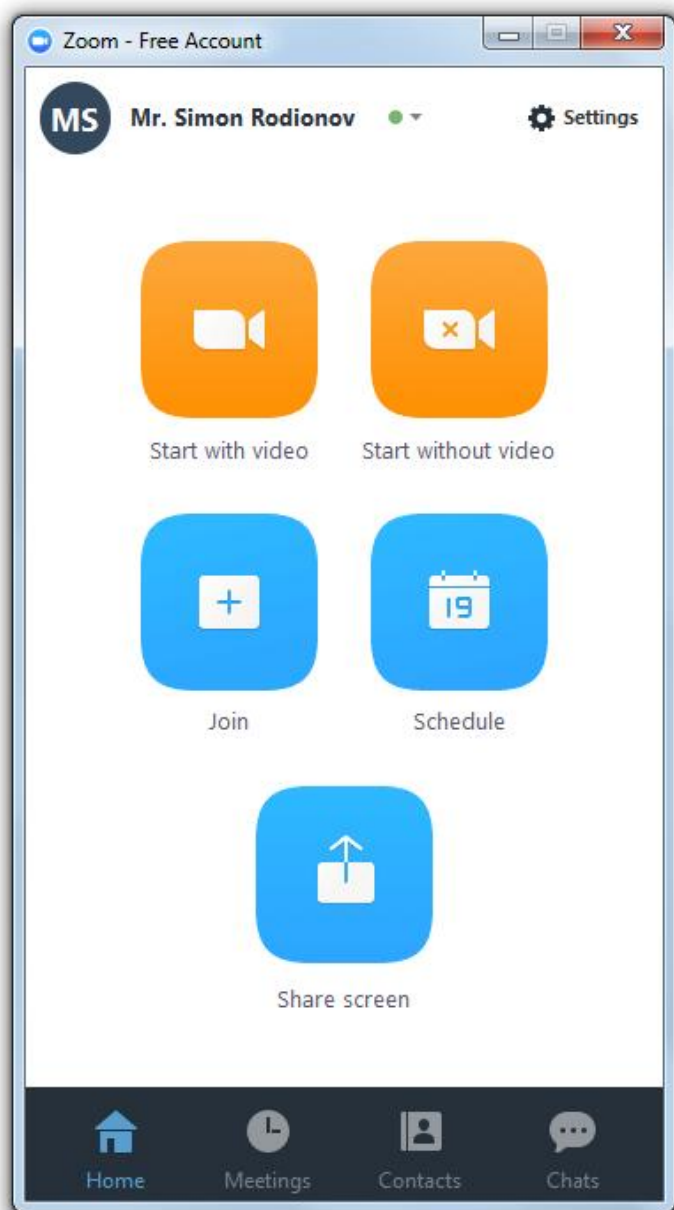 Zoom - Free Account
MS Mr. Simon Rodionov Settings
Start with video Start without video
19
Join Schedule
Share screen
Home Meetings Contacts Chats